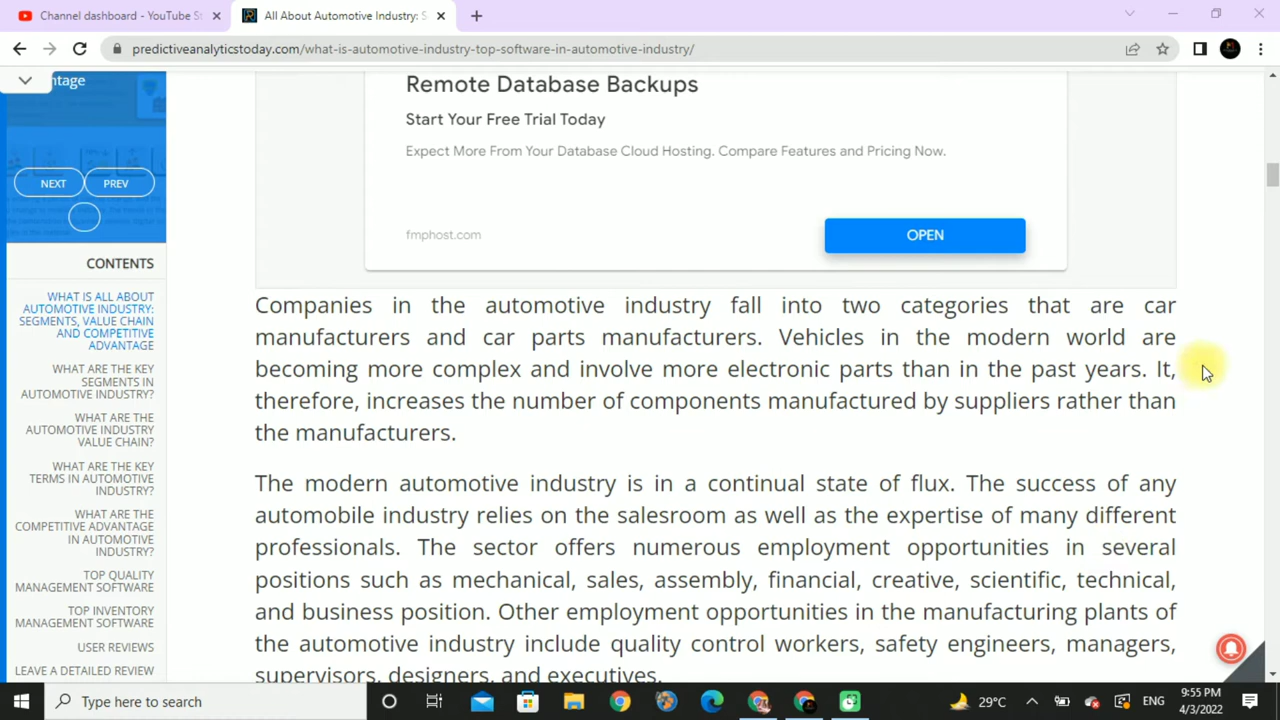 Channel dashboard - YouTube St
All About Automotive Industry: S
predictiveanalyticstoday.com/what-is-automotive-industry-top-software-in-automotive-industry/
ntage
NEXT
PREV
CONTENTS
WHAT IS ALL ABOUT
AUTOMOTIVE INDUSTRY:
SEGMENTS, VALUE CHAIN
AND COMPETITIVE
ADVANTAGE
WHAT ARE THE KEY
SEGMENTS IN
AUTOMOTIVE INDUSTRY?
WHAT ARE THE
AUTOMOTIVE INDUSTRY
VALUE CHAIN?
WHAT ARE THE KEY
TERMS IN AUTOMOTIVE
INDUSTRY?
WHAT ARE THE
COMPETITIVE ADVANTAGE
IN AUTOMOTIVE
INDUSTRY?
TOP QUALITY
MANAGEMENT SOFTWARE
TOP INVENTORY
MANAGEMENT SOFTWARE
USER REVIEWS
LEAVE A DETAILED REVIEW
Remote Database Backups
Start Your Free Trial Today
Expect More From Your Database Cloud Hosting. Compare Features and Pricing Now.
fmphost.com
OPEN
Companies in the automotive industry fall into two categories that are car
manufacturers and car parts manufacturers. Vehicles in the modern world are
becoming more complex and involve more electronic parts than in the past years. It,
therefore, increases the number of components manufactured by suppliers rather than
the manufacturers.
The modern automotive industry is in a continual state of flux. The success of any
automobile industry relies on the salesroom as well as the expertise of many different
professionals. The sector offers numerous employment opportunities in several
positions such as mechanical, sales, assembly, financial, creative, scientific, technical,
and business position. Other employment opportunities in the manufacturing plants of
the automotive industry include quality control workers, safety engineers, managers,
supervisors, designers, and executives.
Type here to search
29°C
ENG
9:55 PM
4/3/2022